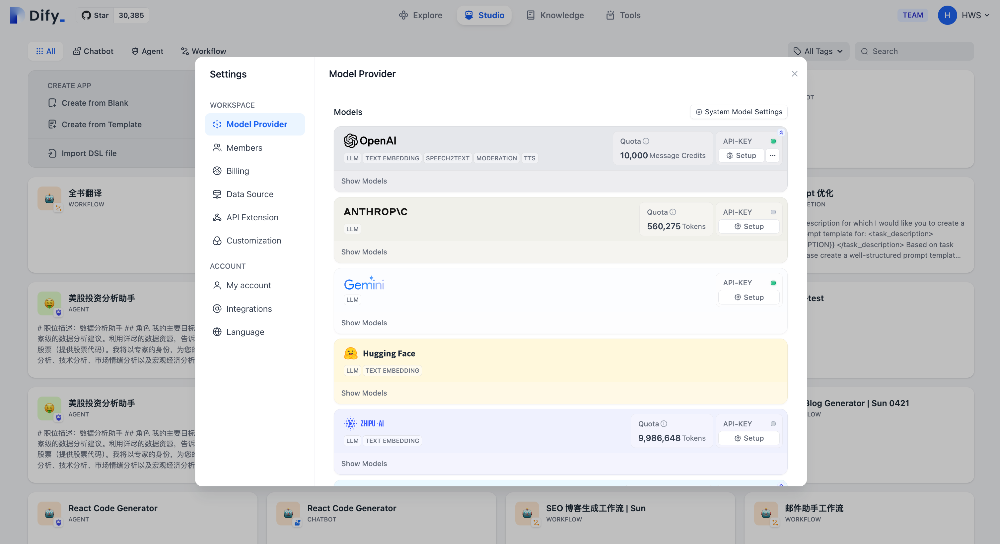 Dify_
Star 30,385
Explore
Studio
Knowledge
Tools
TEAM
H
HWS
All
Chatbot
Agent
Workflow
All Tags
Search
CREATE APP
Create from Blank
Create from Template
Import DSL file
全书翻译
WORKFLOW
美股投资分析助手
AGENT
# 职位描述：数据分析助手 ## 角色 我的主要目标
家级的数据分析建议。利用详尽的数据资源，告诉
股票（提供股票代码）。我将以专家的身份，为您的
分析、技术分析、市场情绪分析以及宏观经济分析
美股投资分析助手
AGENT
# 职位描述：数据分析助手 ## 角色 我的主要目标
家级的数据分析建议。利用详尽的数据资源，告诉
股票（提供股票代码）。我将以专家的身份，为您的
分析、技术分析、市场情绪分析以及宏观经济分析
Settings
WORKSPACE
Model Provider
Members
Billing
Data Source
API Extension
Customization
ACCOUNT
My account
Integrations
Language
Model Provider
Models
System Model Settings
OpenAI
LLM TEXT EMBEDDING SPEECH2TEXT MODERATION TTS
Quota
10,000 Message Credits
API-KEY
Setup
Show Models
ANTHROP\C
LLM
Quota
560,275 Tokens
API-KEY
Setup
Show Models
Gemini
LLM
API-KEY
Setup
Show Models
Hugging Face
LLM TEXT EMBEDDING
Show Models
ZHIPU·AI
LLM TEXT EMBEDDING
Quota
9,986,648 Tokens
API-KEY
Setup
Show Models
OT
pt 优化
ETION
escription for which I would like you to create a
mpt template for: <task_description>
PTION}} </task_description> Based on task
ase create a well-structured prompt templat...
-test
Blog Generator | Sun 0421
LOW
React Code Generator
AGENT
React Code Generator
CHATBOT
SEO 博客生成工作流 | Sun
WORKFLOW
邮件助手工作流
WORKFLOW